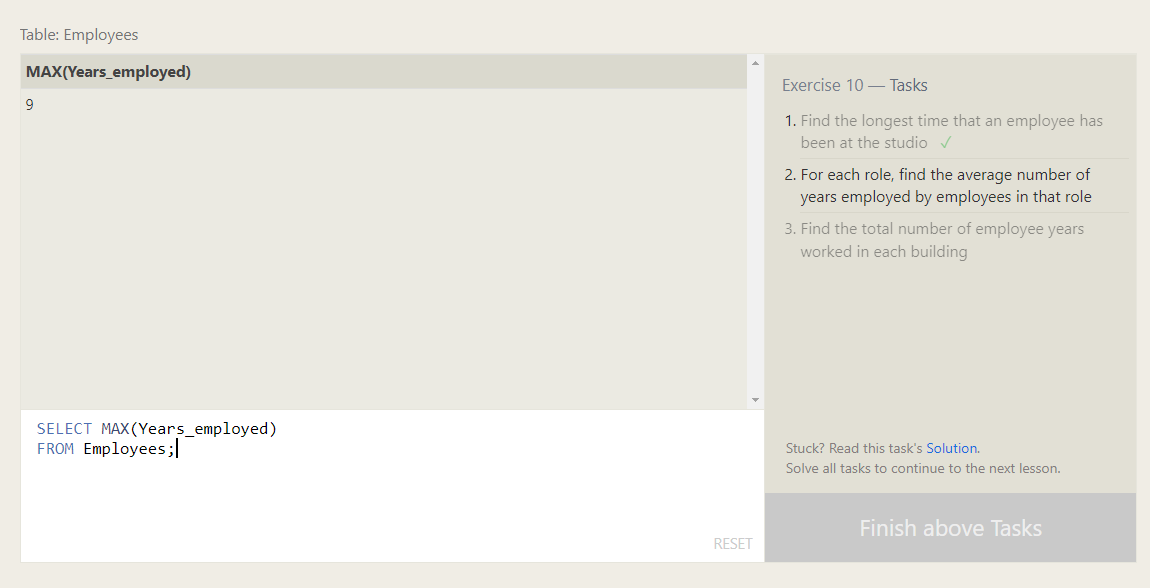 Table: Employees
MAX(Years_employed)
9
SELECT MAX(Years_employed)
FROM Employees;
RESET
Exercise 10 — Tasks
1. Find the longest time that an employee has
been at the studio ✓
2. For each role, find the average number of
years employed by employees in that role
3. Find the total number of employee years
worked in each building
Stuck? Read this task's Solution.
Solve all tasks to continue to the next lesson.
Finish above Tasks